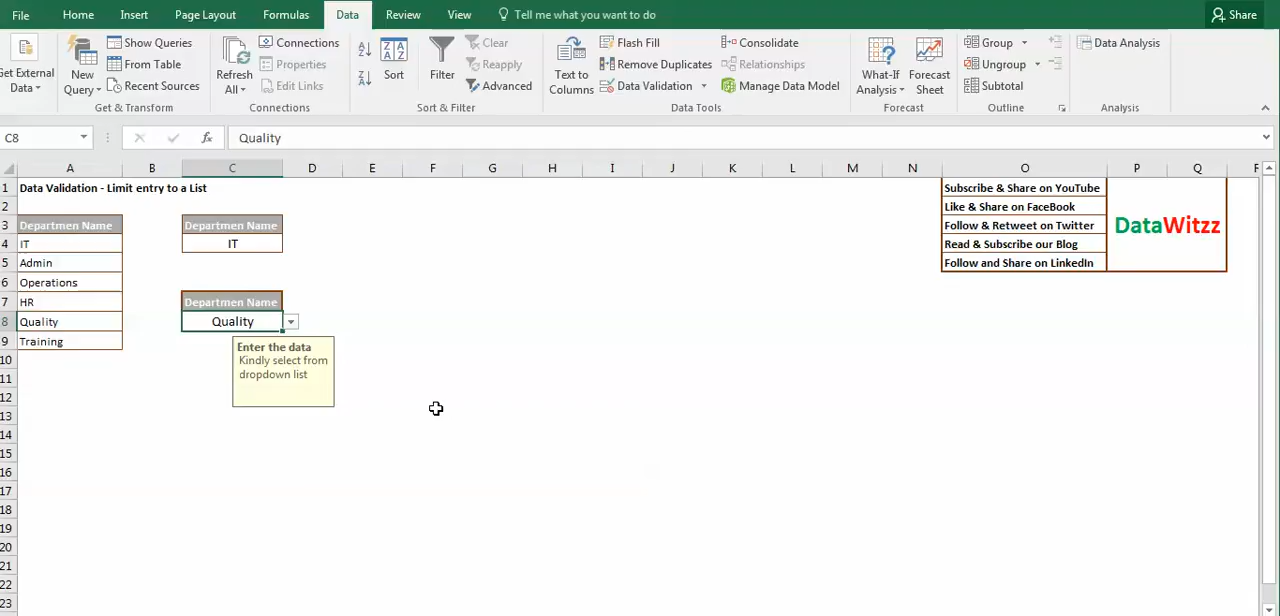 File Home Insert Page Layout Formulas Data Review View Tell me what you want to do Share
Get External Data
New Query
Show Queries
From Table
Recent Sources
Get & Transform
Refresh All
Connections
Properties
Edit Links
Connections
Sort
Filter
Clear
Reapply
Advanced
Sort & Filter
Text to Columns
Flash Fill
Remove Duplicates
Data Validation
Consolidate
Relationships
Manage Data Model
Data Tools
What-If Analysis
Forecast Sheet
Forecast
Group
Ungroup
Subtotal
Outline
Data Analysis
Analysis
C8 fx Quality
A B C D E F G H I J K L M N O P Q
1 Data Validation - Limit entry to a List Subscribe & Share on YouTube
2 Like & Share on FaceBook
3 Departmen Name Departmen Name Follow & Retweet on Twitter DataWitzz
4 IT IT Read & Subscribe our Blog
5 Admin Follow and Share on LinkedIn
6 Operations
7 HR Departmen Name
8 Quality Quality
9 Training Enter the data
10 Kindly select from
11 dropdown list
12
13
14
15
16
17
18
19
20
21
22
23